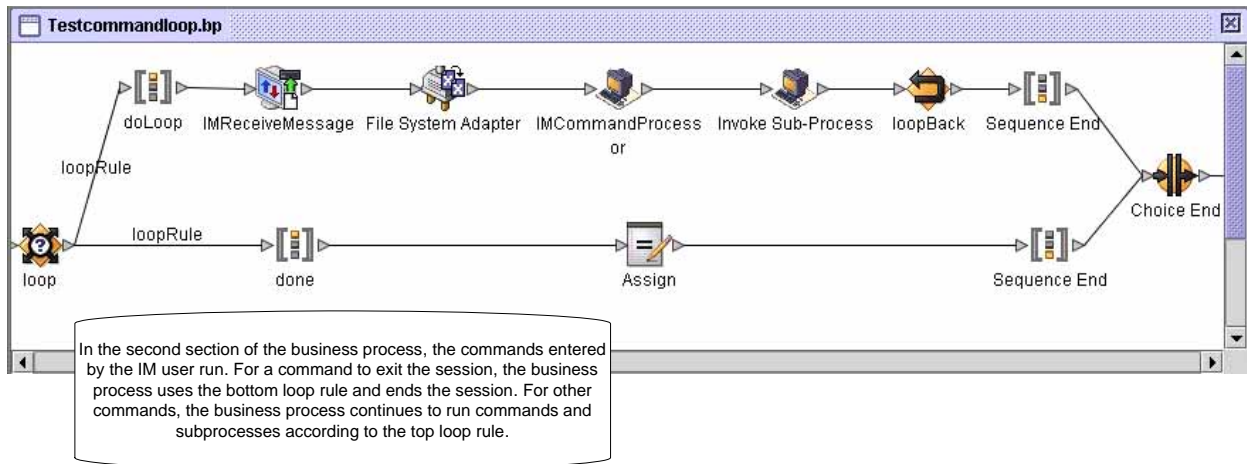 Testcommandloop.bp
doLoop
IMReceiveMessage
File System Adapter
IMCommandProcess
or
Invoke Sub-Process
loopBack
Sequence End
loopRule
Choice End
loopRule
loop
done
Assign
Sequence End
In the second section of the business process, the commands entered
by the IM user run. For a command to exit the session, the business
process uses the bottom loop rule and ends the session. For other
commands, the business process continues to run commands and
subprocesses according to the top loop rule.